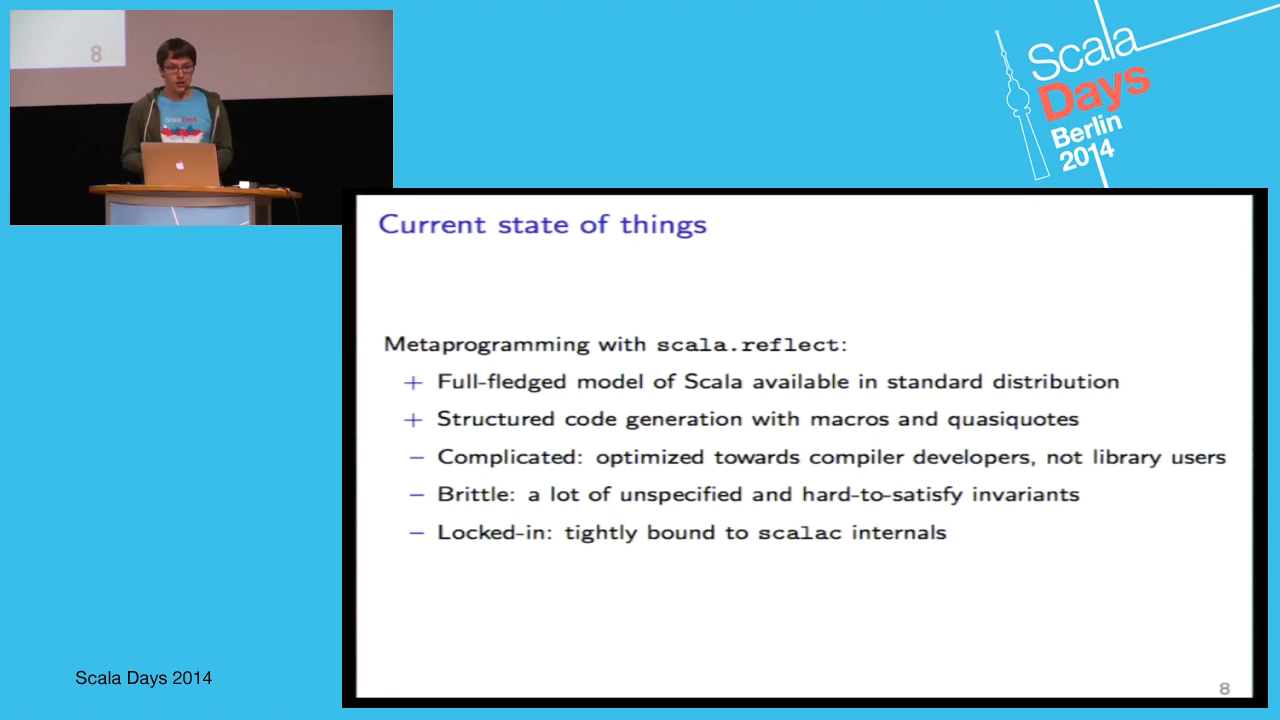 8
Scala
Days
Scala
Days
Berlin
2014
Current state of things
Metaprogramming with scala.reflect:
+ Full-fledged model of Scala available in standard distribution
+ Structured code generation with macros and quasiquotes
– Complicated: optimized towards compiler developers, not library users
– Brittle: a lot of unspecified and hard-to-satisfy invariants
– Locked-in: tightly bound to scalac internals
8
Scala Days 2014